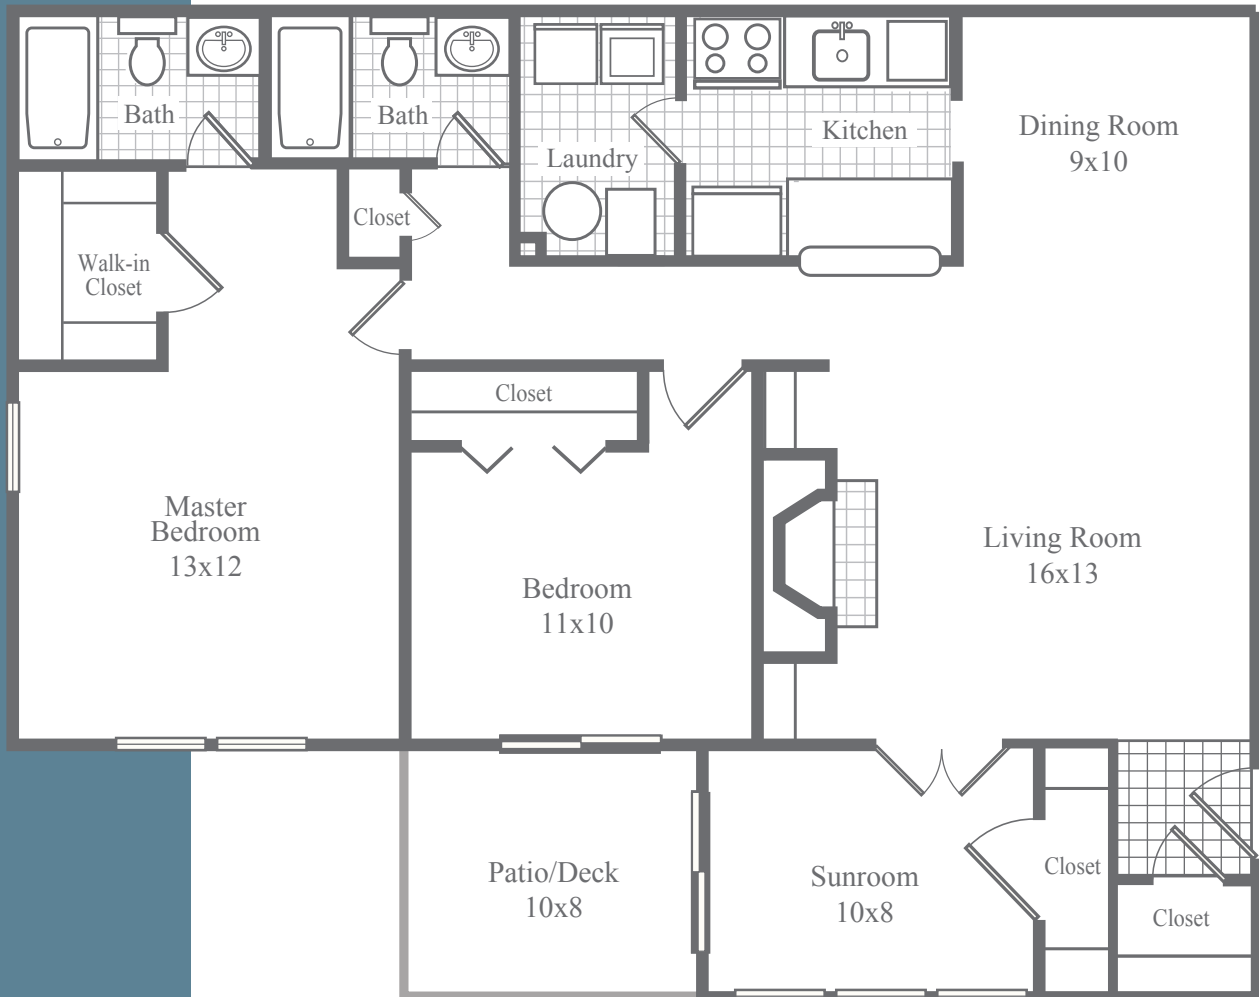 Bath
Bath
Laundry
Kitchen
Dining Room
9x10
Closet
Walk-in
Closet
Closet
Master
Bedroom
13x12
Bedroom
11x10
Living Room
16x13
Patio/Deck
10x8
Sunroom
10x8
Closet
Closet